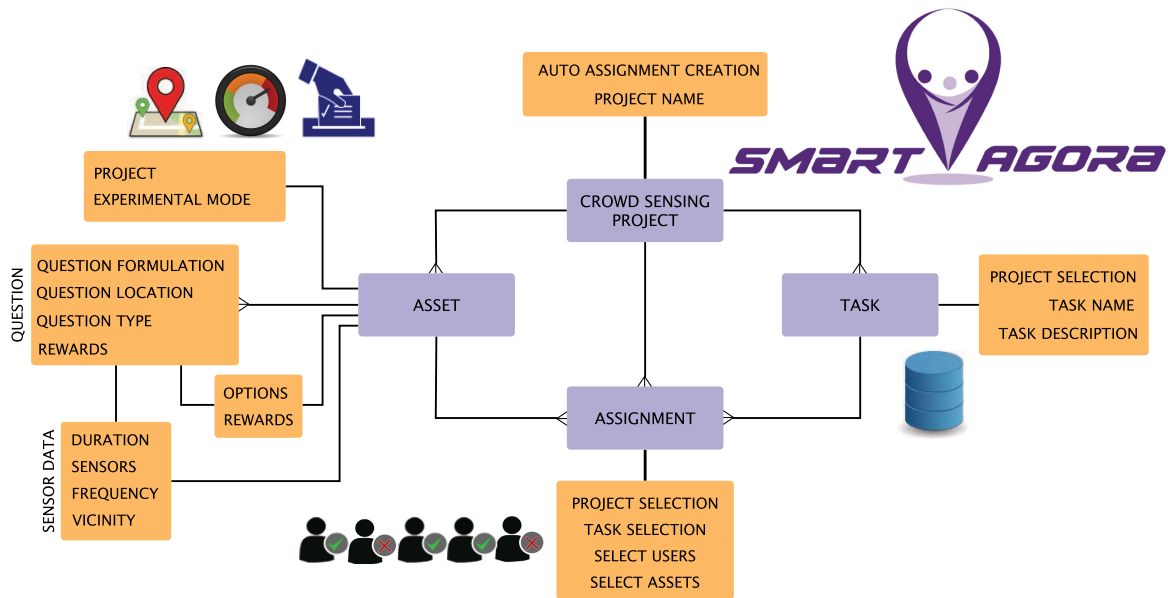 AUTO ASSIGNMENT CREATION
PROJECT NAME
SMART AGORA
PROJECT
EXPERIMENTAL MODE
CROWD SENSING
PROJECT
QUESTION
QUESTION FORMULATION
QUESTION LOCATION
QUESTION TYPE
REWARDS
ASSET
TASK
PROJECT SELECTION
TASK NAME
TASK DESCRIPTION
OPTIONS
REWARDS
ASSIGNMENT
SENSOR DATA
DURATION
SENSORS
FREQUENCY
VICINITY
PROJECT SELECTION
TASK SELECTION
SELECT USERS
SELECT ASSETS